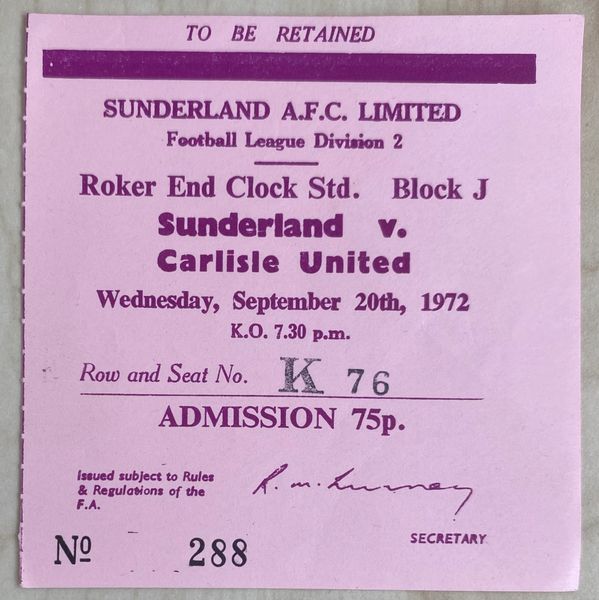 TO BE RETAINED
SUNDERLAND A.F.C. LIMITED
Football League Division 2
Roker End Clock Std. Block J
Sunderland v.
Carlisle United
Wednesday, September 20th, 1972
K.O. 7.30 p.m.
Row and Seat No. K 76
ADMISSION 75p.
Issued subject to Rules
& Regulations of the
F.A.
SECRETARY
Nº 288